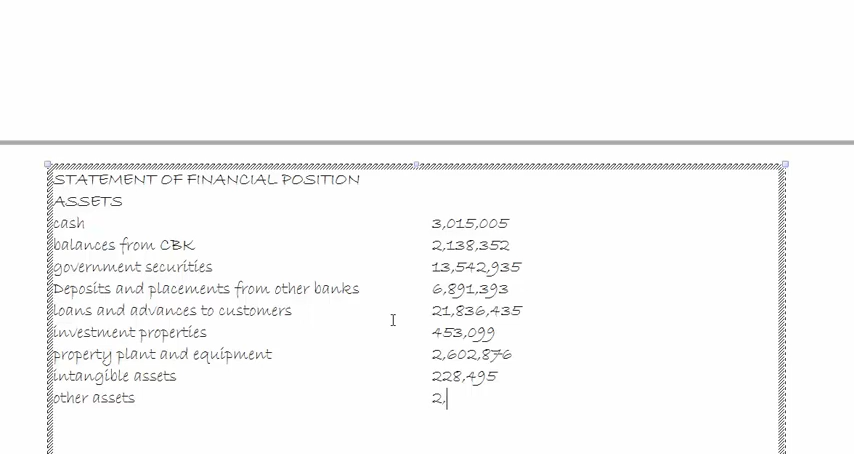 STATEMENT OF FINANCIAL POSITION
ASSETS
cash 3,015,005
balances from CBK 2,138,352
government securities 13,542,935
Deposits and placements from other banks 6,891,393
loans and advances to customers 21,836,435
investment properties 453,099
property plant and equipment 2,602,876
intangible assets 228,495
other assets 2,